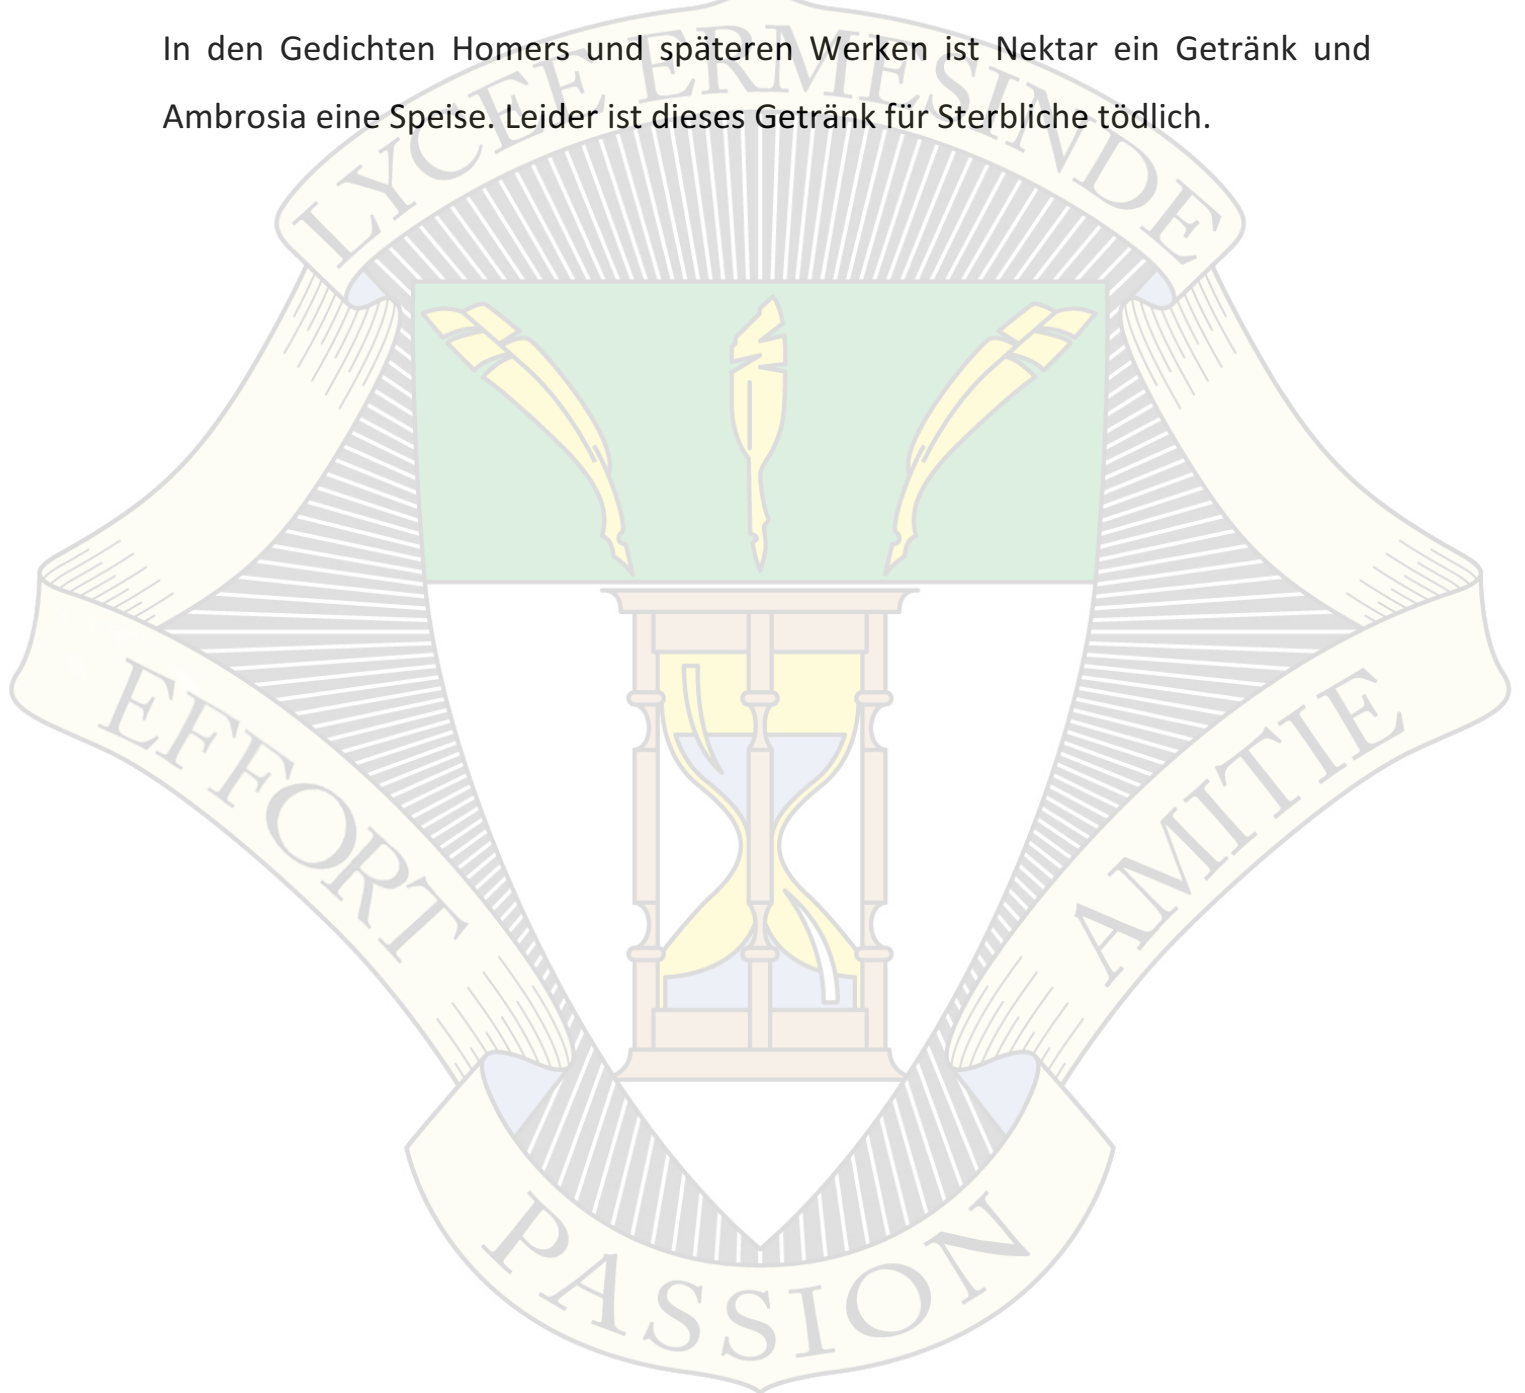 In den Gedichten Homers und späteren Werken ist Nektar ein Getränk und
Ambrosia eine Speise. Leider ist dieses Getränk für Sterbliche tödlich.
LYCEE ERMESINDE
EFFORT
AMITIE
PASSION